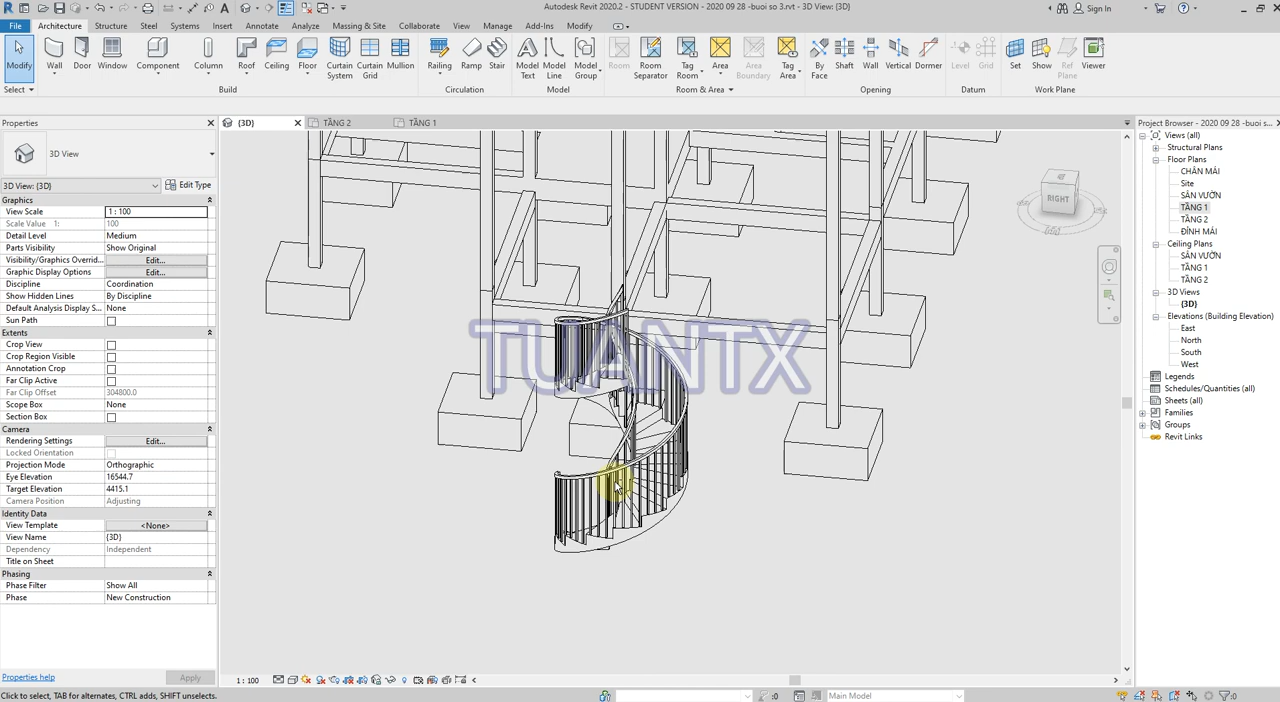 Autodesk Revit 2020.2 - STUDENT VERSION - 2020 09 28 -buoi so 3.rvt - 3D View: {3D}
Sign In
File Architecture Structure Steel Systems Insert Annotate Analyze Massing & Site Collaborate View Manage Add-Ins Modify
Modify Wall Door Window Component Column Roof Ceiling Floor Curtain System Curtain Grid Mullion Railing Ramp Stair Model Text Model Line Model Group Room Room Separator Tag Room Area Area Boundary Tag Area By Face Shaft Wall Vertical Dormer Level Grid Set Show Ref Plane Viewer
Select Build Circulation Model Room & Area Opening Datum Work Plane
Properties
3D View
3D View: {3D} Edit Type
Graphics
View Scale 1 : 100
Scale Value 1: 100
Detail Level Medium
Parts Visibility Show Original
Visibility/Graphics Overrid... Edit...
Graphic Display Options Edit...
Discipline Coordination
Show Hidden Lines By Discipline
Default Analysis Display S... None
Sun Path
Extents
Crop View
Crop Region Visible
Annotation Crop
Far Clip Active
Far Clip Offset 304800.0
Scope Box None
Section Box
Camera
Rendering Settings Edit...
Locked Orientation
Projection Mode Orthographic
Eye Elevation 16544.7
Target Elevation 4415.1
Camera Position Adjusting
Identity Data
View Template <None>
View Name {3D}
Dependency Independent
Title on Sheet
Phasing
Phase Filter Show All
Phase New Construction
Properties help Apply
{3D} TẦNG 2 TẦNG 1
RIGHT
TUANTX
1 : 100
Project Browser - 2020 09 28 -buoi s...
Views (all)
Structural Plans
Floor Plans
CHÂN MÁI
Site
SÂN VƯỜN
TẦNG 1
TẦNG 2
ĐỈNH MÁI
Ceiling Plans
SÂN VƯỜN
TẦNG 1
TẦNG 2
3D Views
{3D}
Elevations (Building Elevation)
East
North
South
West
Legends
Schedules/Quantities (all)
Sheets (all)
Families
Groups
Revit Links
Click to select, TAB for alternates, CTRL adds, SHIFT unselects.
:0 Main Model :0